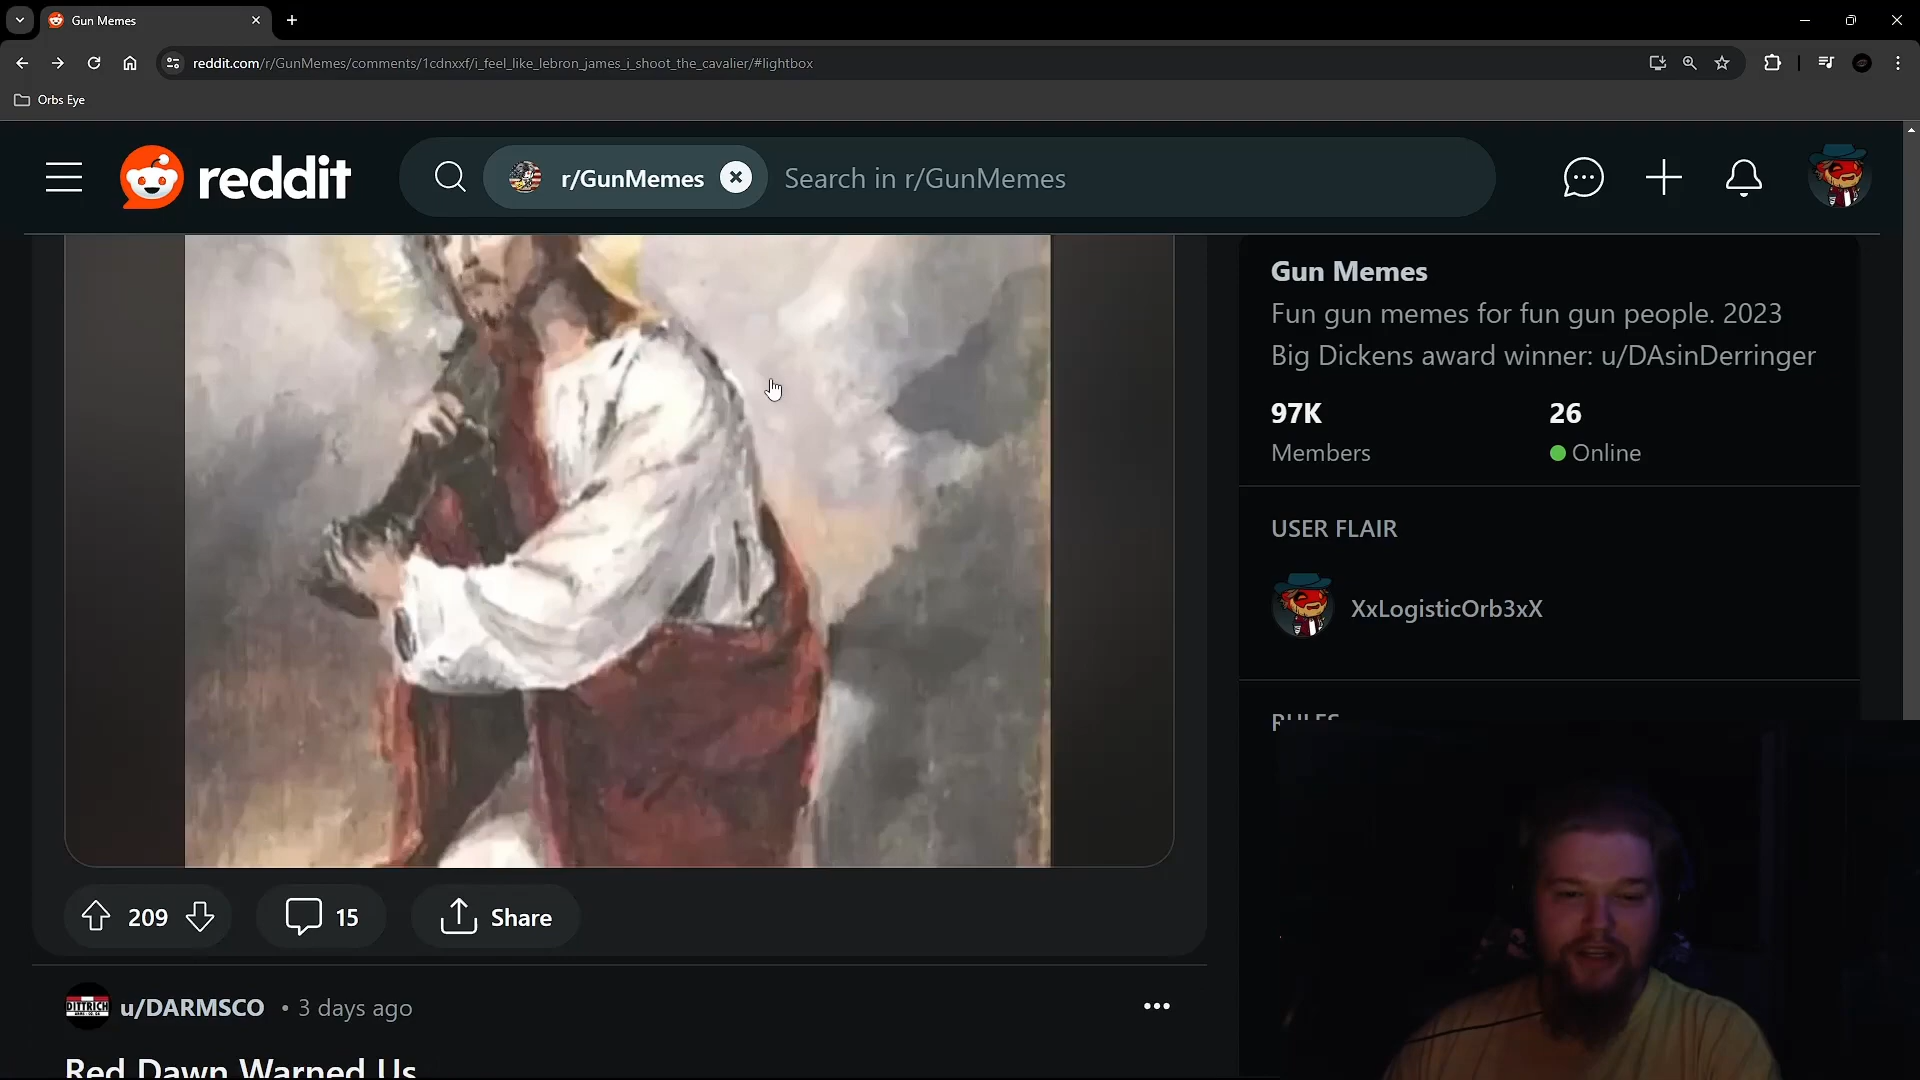 Gun Memes
reddit.com/r/GunMemes/comments/1cdnxxf/i_feel_like_lebron_james_i_shoot_the_cavalier/#lightbox
Orbs Eye
reddit
r/GunMemes
Search in r/GunMemes
Gun Memes
Fun gun memes for fun gun people. 2023
Big Dickens award winner: u/DAsinDerringer
97K
26
Members
Online
USER FLAIR
XxLogisticOrb3xX
RULES
209
15
Share
DITTRICH
u/DARMSCO • 3 days ago
Red Dawn Warned Us